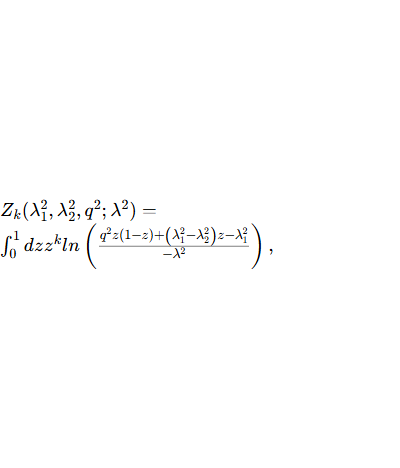 Z_k(λ_1^2, λ_2^2, q^2; λ^2) =
∫_0^1 dzz^k ln ( \frac{q^2 z(1−z)+(λ_1^2−λ_2^2)z−λ_1^2}{−λ^2} ) ,